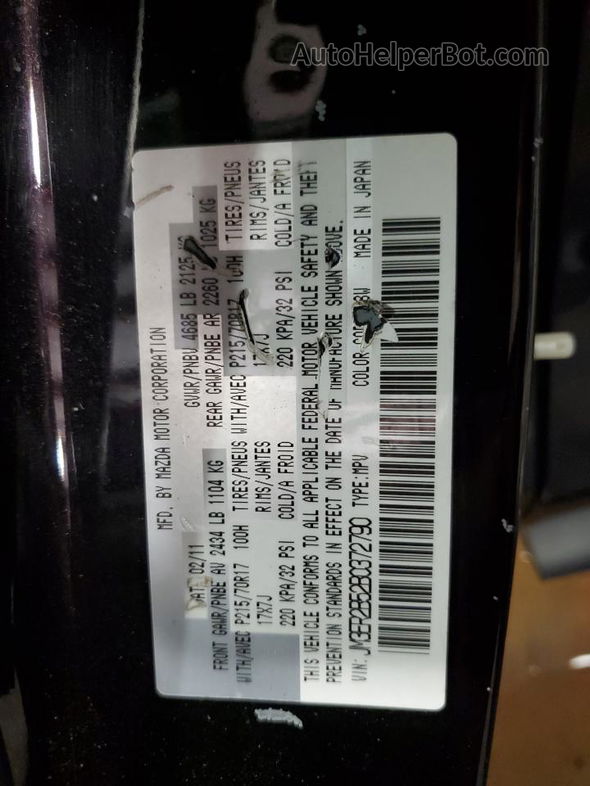 AutoHelperBot.com
MFD. BY MAZDA MOTOR CORPORATION
DATE 02/11 GVWR/PNBV 4685 LB 2125 KG
FRONT GAWR/PNBE AV 2434 LB 1104 KG REAR GAWR/PNBE AR 2260 1025 KG
WITH/AVEC P215/70R17 100H TIRES/PNEUS WITH/AVEC P215/70R17 100H TIRES/PNEUS
17X7J RIMS/JANTES 17X7J RIMS/JANTES
220 KPA/32 PSI COLD/A FROID 220 KPA/32 PSI COLD/A FROID
THIS VEHICLE CONFORMS TO ALL APPLICABLE FEDERAL MOTOR VEHICLE SAFETY AND THEFT
PREVENTION STANDARDS IN EFFECT ON THE DATE OF MANUFACTURE SHOWN ABOVE.
VIN: JM3ER2B52B0372790 TYPE:MPV MADE IN JAPAN